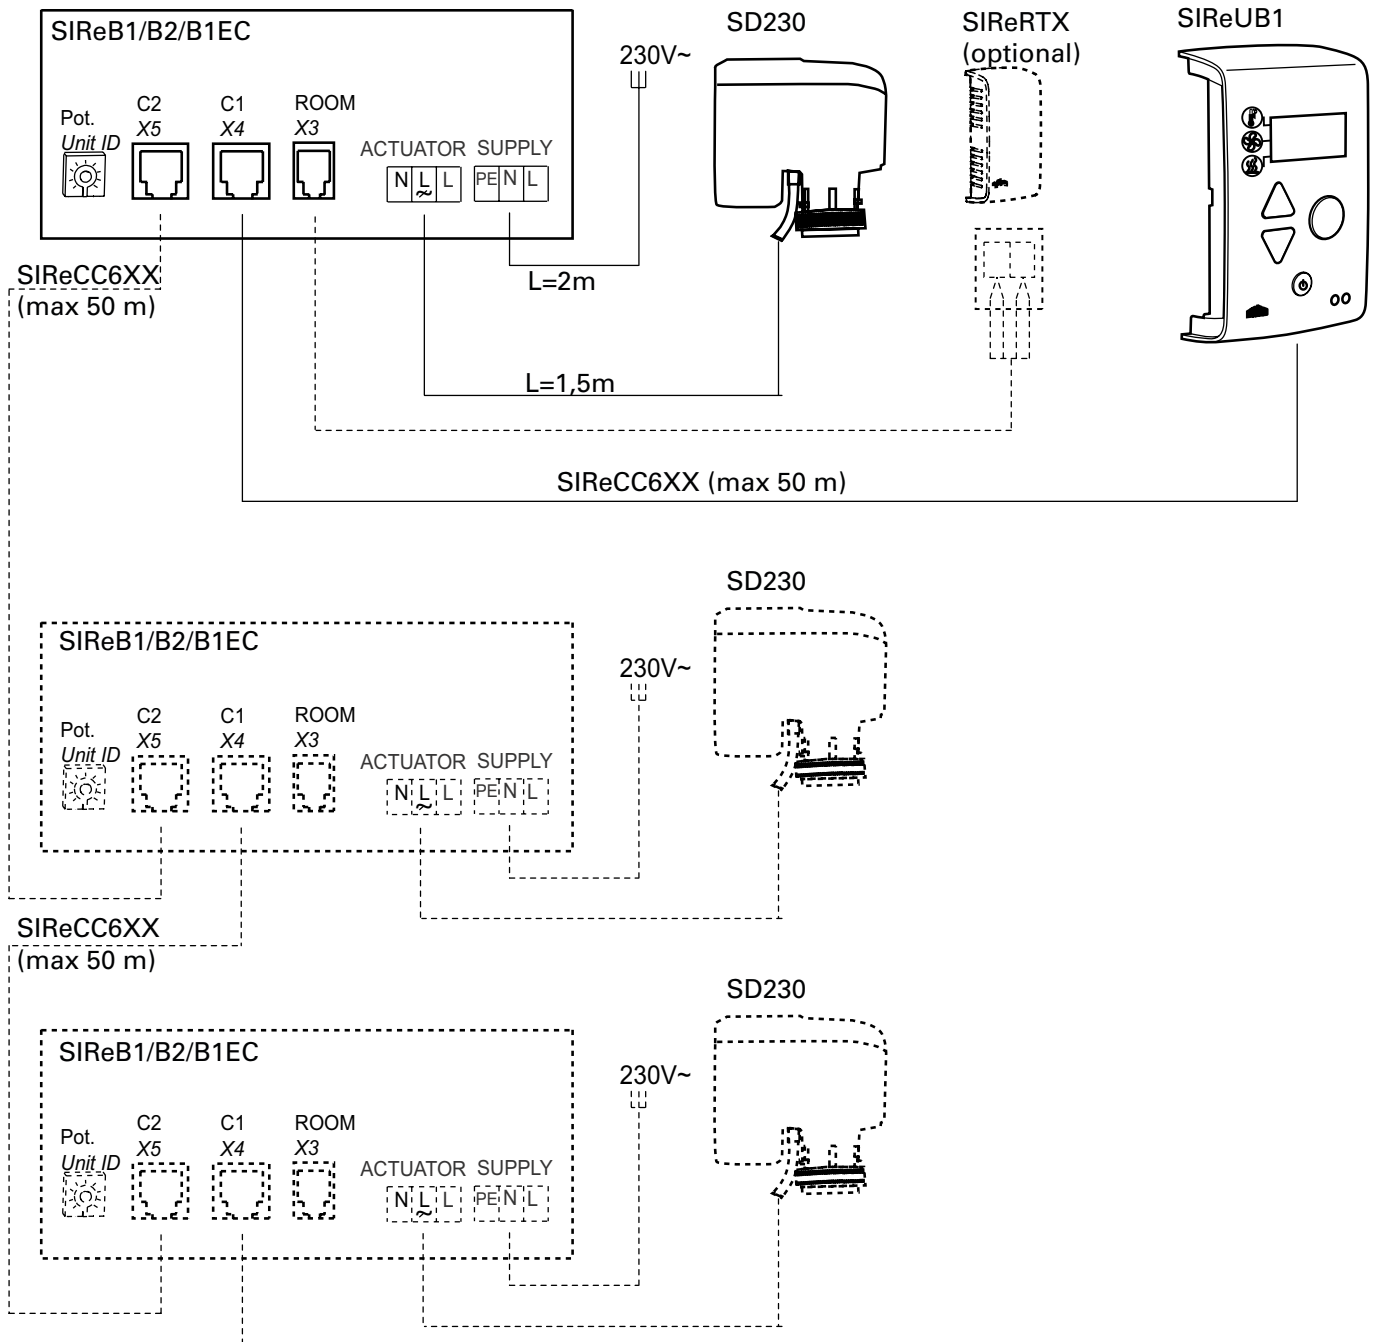 SIReB1/B2/B1EC
Pot.
Unit ID
C2
X5
C1
X4
ROOM
X3
ACTUATOR
N L~ L
SUPPLY
PE N L
230V~
SD230
SIReRTX
(optional)
SIReUB1
SIReCC6XX
(max 50 m)
L=2m
L=1,5m
SIReCC6XX (max 50 m)
SIReB1/B2/B1EC
Pot.
Unit ID
C2
X5
C1
X4
ROOM
X3
ACTUATOR
N L~ L
SUPPLY
PE N L
230V~
SD230
SIReCC6XX
(max 50 m)
SIReB1/B2/B1EC
Pot.
Unit ID
C2
X5
C1
X4
ROOM
X3
ACTUATOR
N L~ L
SUPPLY
PE N L
230V~
SD230